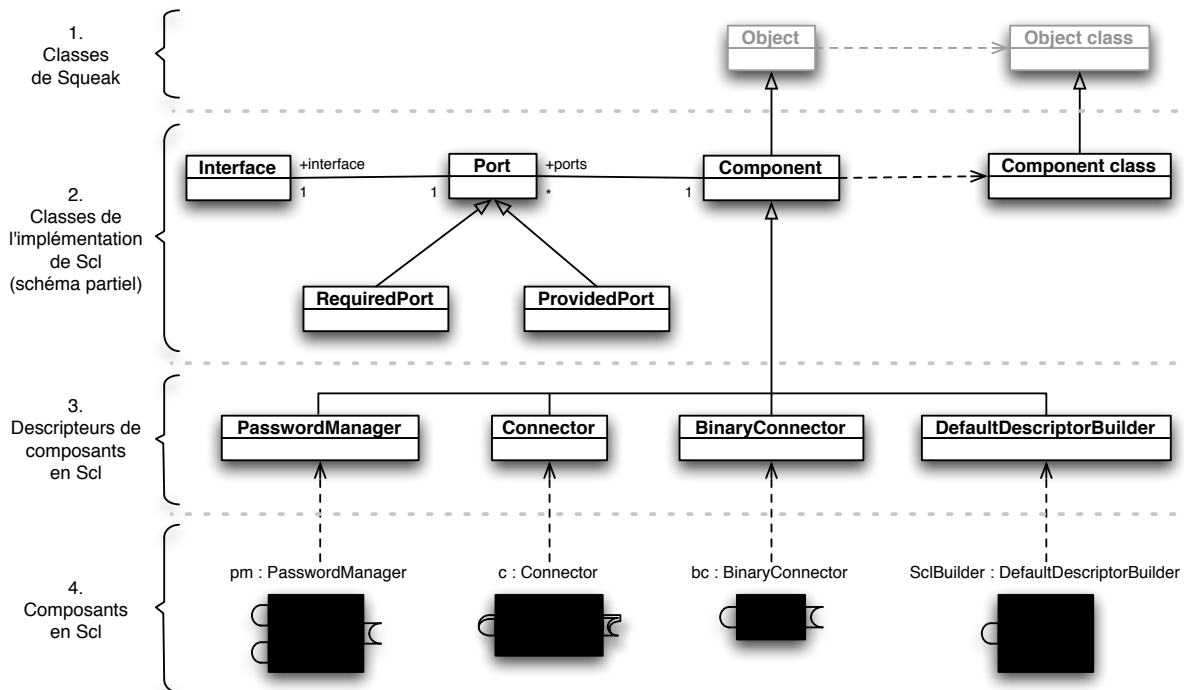 1.
Classes
de Squeak
Object
Object class
2.
Classes de
l'implémentation
de Scl
(schéma partiel)
Interface
+interface
1
Port
1
+ports
*
Component
1
Component class
RequiredPort
ProvidedPort
3.
Descripteurs de
composants
en Scl
PasswordManager
Connector
BinaryConnector
DefaultDescriptorBuilder
4.
Composants
en Scl
pm : PasswordManager
c : Connector
bc : BinaryConnector
SclBuilder : DefaultDescriptorBuilder